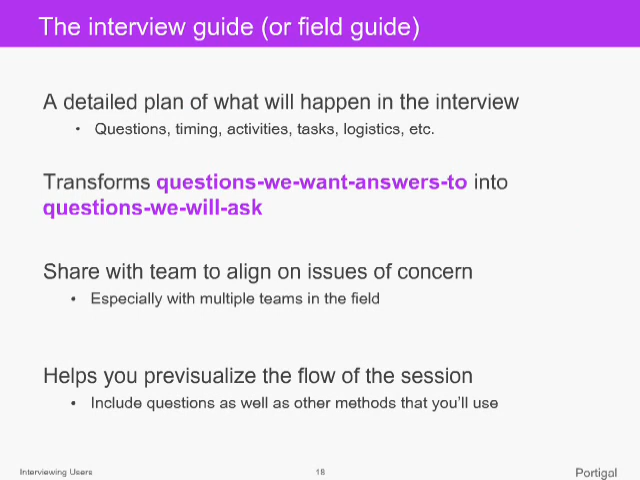 The interview guide (or field guide)
A detailed plan of what will happen in the interview
• Questions, timing, activities, tasks, logistics, etc.
Transforms questions-we-want-answers-to into
questions-we-will-ask
Share with team to align on issues of concern
• Especially with multiple teams in the field
Helps you previsualize the flow of the session
• Include questions as well as other methods that you’ll use
Interviewing Users
18
Portigal